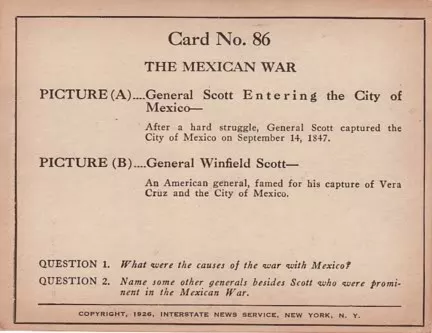 Card No. 86
THE MEXICAN WAR
PICTURE (A)....General Scott Entering the City of
Mexico—
After a hard struggle, General Scott captured the
City of Mexico on September 14, 1847.
PICTURE (B)....General Winfield Scott—
An American general, famed for his capture of Vera
Cruz and the City of Mexico.
QUESTION 1. What were the causes of the war with Mexico?
QUESTION 2. Name some other generals besides Scott who were promi-
nent in the Mexican War.
COPYRIGHT, 1926, INTERSTATE NEWS SERVICE, NEW YORK, N. Y.